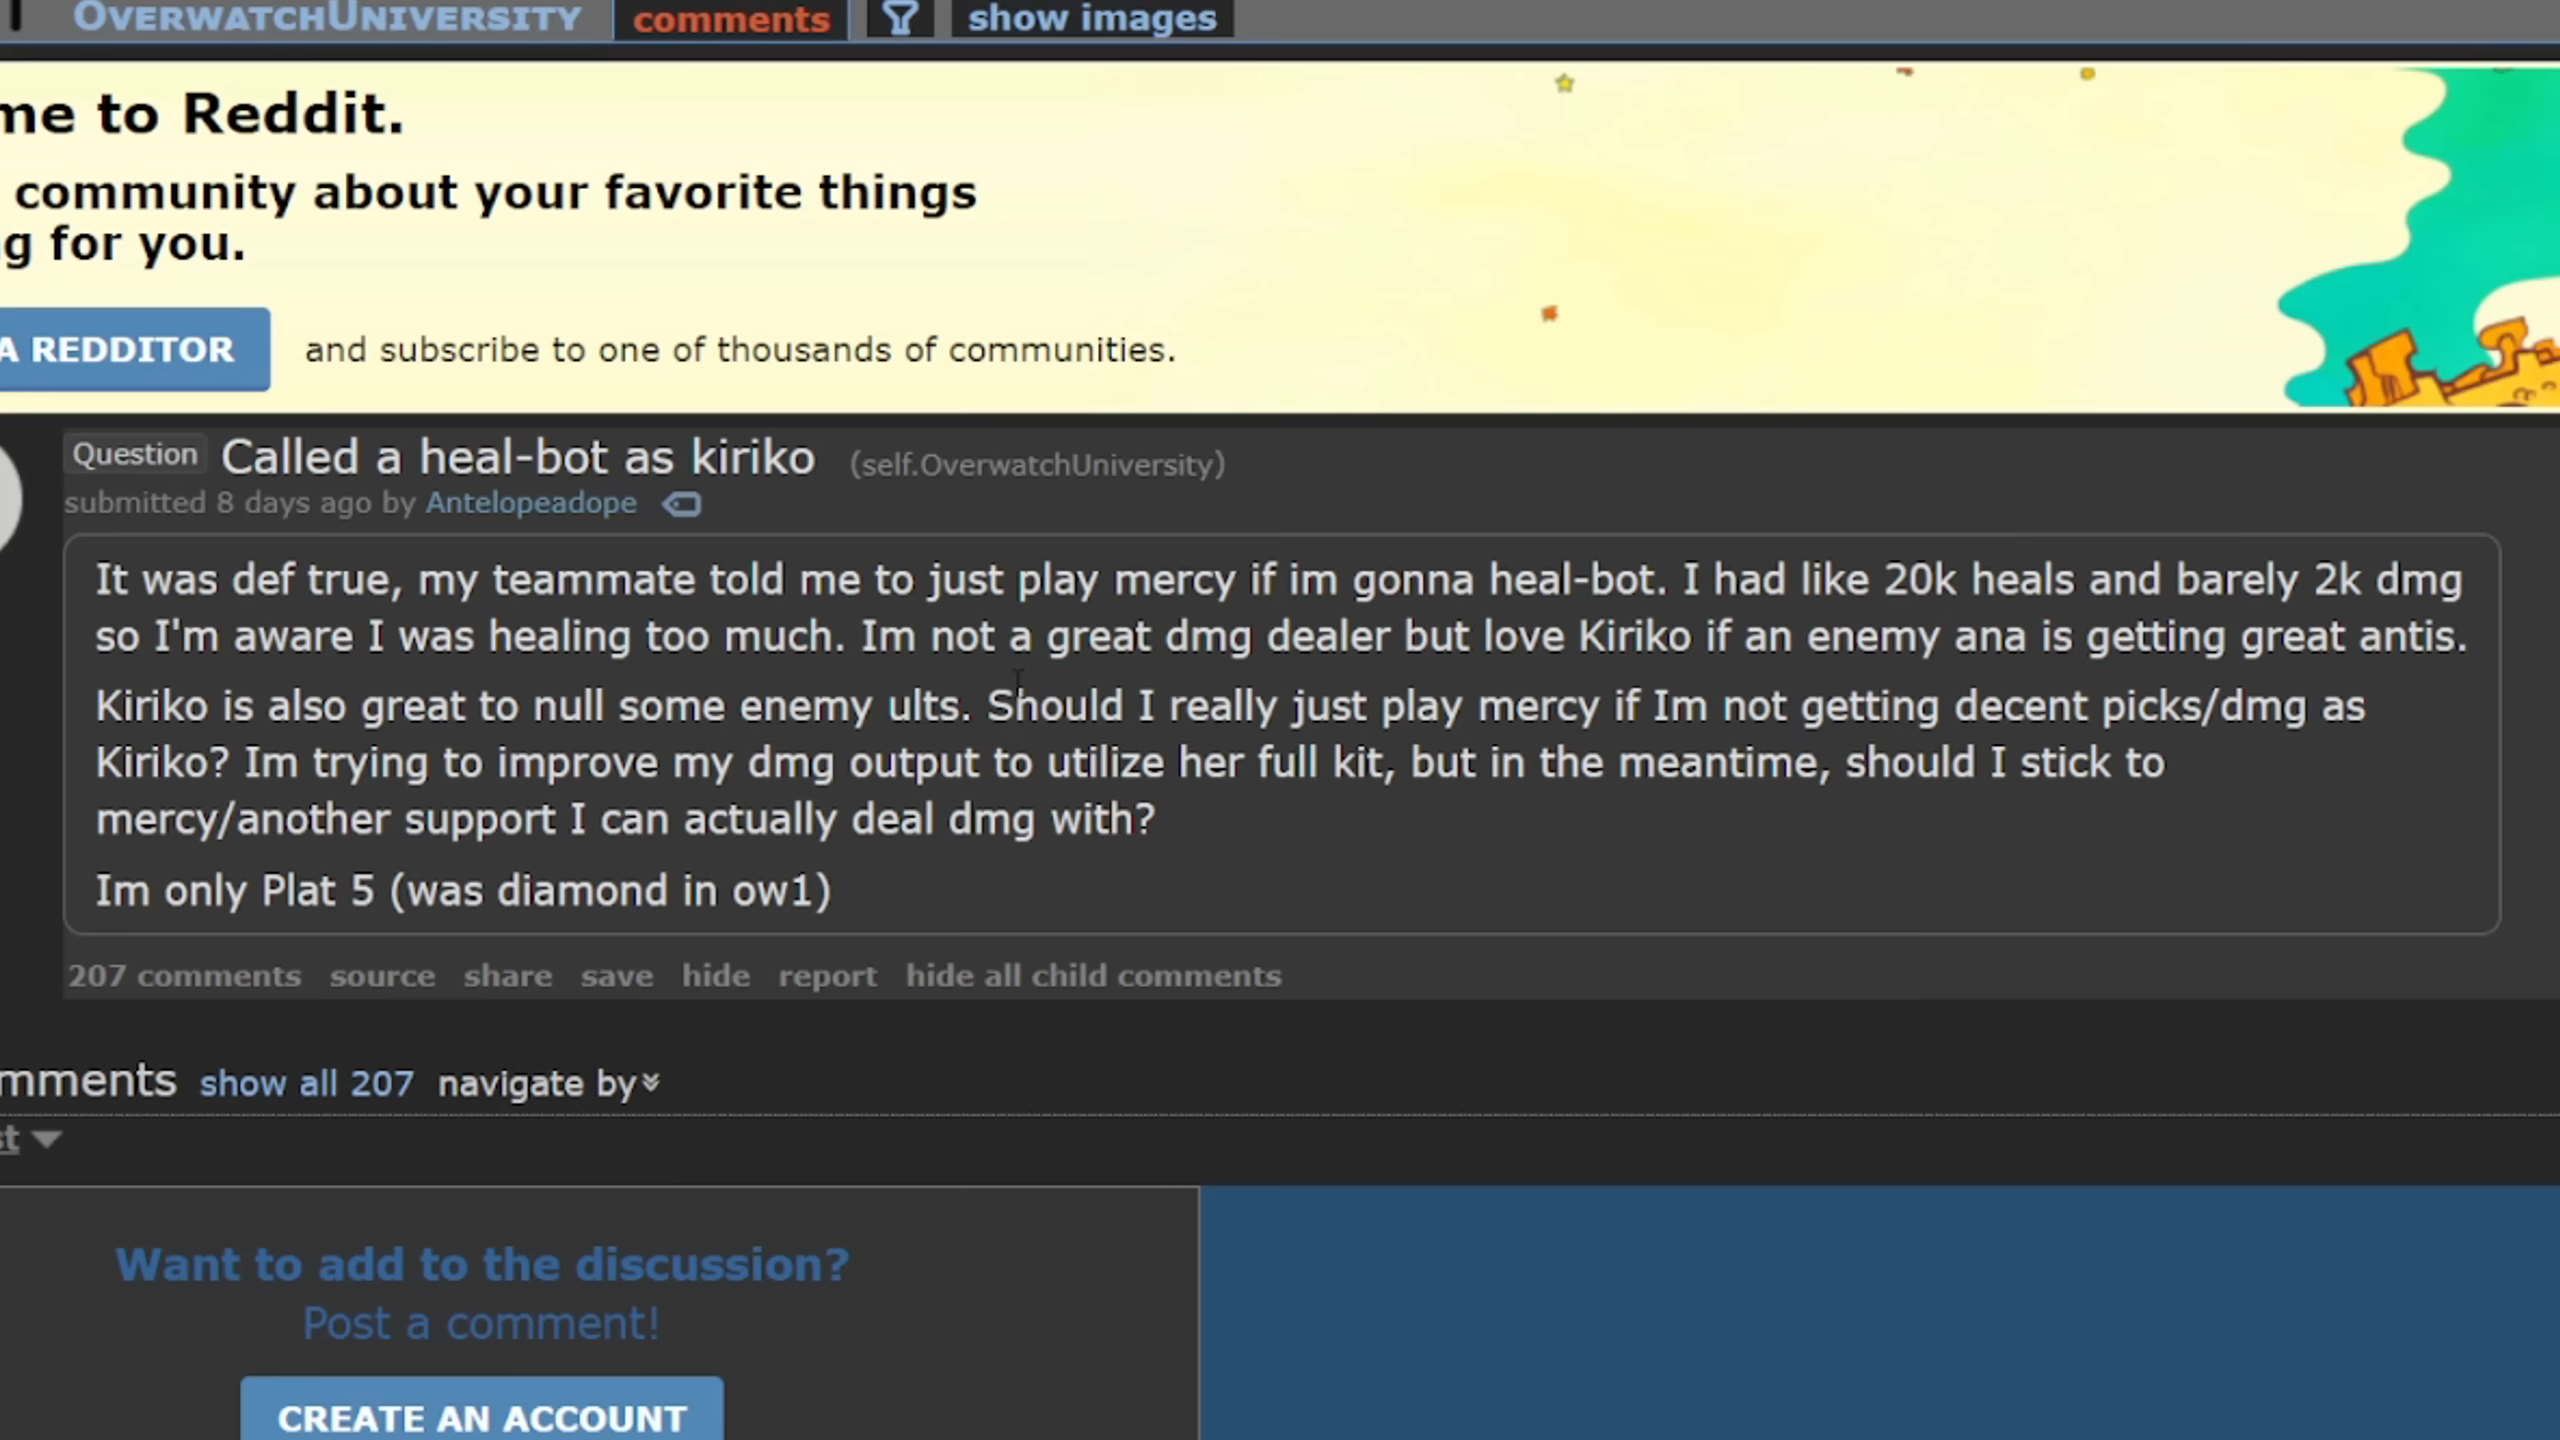 OVERWATCHUNIVERSITY comments show images
me to Reddit.
community about your favorite things
g for you.
A REDDITOR and subscribe to one of thousands of communities.
Question Called a heal-bot as kiriko (self.OverwatchUniversity)
submitted 8 days ago by Antelopeadope
It was def true, my teammate told me to just play mercy if im gonna heal-bot. I had like 20k heals and barely 2k dmg
so I'm aware I was healing too much. Im not a great dmg dealer but love Kiriko if an enemy ana is getting great antis.
Kiriko is also great to null some enemy ults. Should I really just play mercy if Im not getting decent picks/dmg as
Kiriko? Im trying to improve my dmg output to utilize her full kit, but in the meantime, should I stick to
mercy/another support I can actually deal dmg with?
Im only Plat 5 (was diamond in ow1)
207 comments source share save hide report hide all child comments
mments show all 207 navigate by
st
Want to add to the discussion?
Post a comment!
CREATE AN ACCOUNT